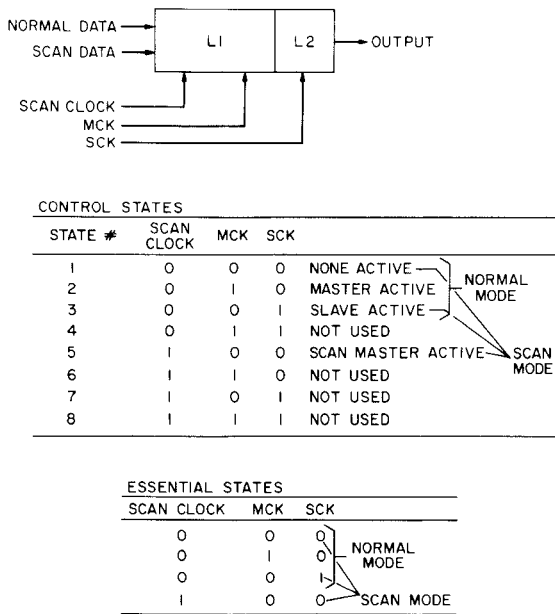 NORMAL DATA
SCAN DATA
L1
L2
OUTPUT
SCAN CLOCK
MCK
SCK
CONTROL STATES
STATE # SCAN CLOCK MCK SCK
1 0 0 0 NONE ACTIVE
2 0 1 0 MASTER ACTIVE
3 0 0 1 SLAVE ACTIVE
NORMAL MODE
4 0 1 1 NOT USED
5 1 0 0 SCAN MASTER ACTIVE
SCAN MODE
6 1 1 0 NOT USED
7 1 0 1 NOT USED
8 1 1 1 NOT USED
ESSENTIAL STATES
SCAN CLOCK MCK SCK
0 0 0
0 1 0
0 0 1
NORMAL MODE
1 0 0 SCAN MODE